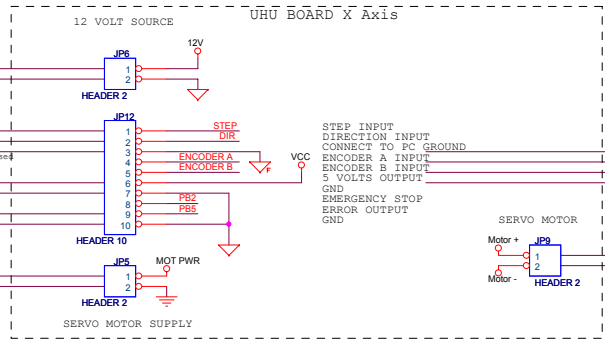 UHU BOARD X Axis
12 VOLT SOURCE
12V
JP6
1
2
HEADER 2
JP12
1
2
3
4
5
6
7
8
9
10
STEP
DIR
ENCODER A
ENCODER B
PB2
PB5
F
VCC
HEADER 10
STEP INPUT
DIRECTION INPUT
CONNECT TO PC GROUND
ENCODER A INPUT
ENCODER B INPUT
5 VOLTS OUTPUT
GND
EMERGENCY STOP
ERROR OUTPUT
GND
SERVO MOTOR
Motor +
Motor -
JP9
1
2
HEADER 2
JP5
1
2
MOT PWR
HEADER 2
SERVO MOTOR SUPPLY